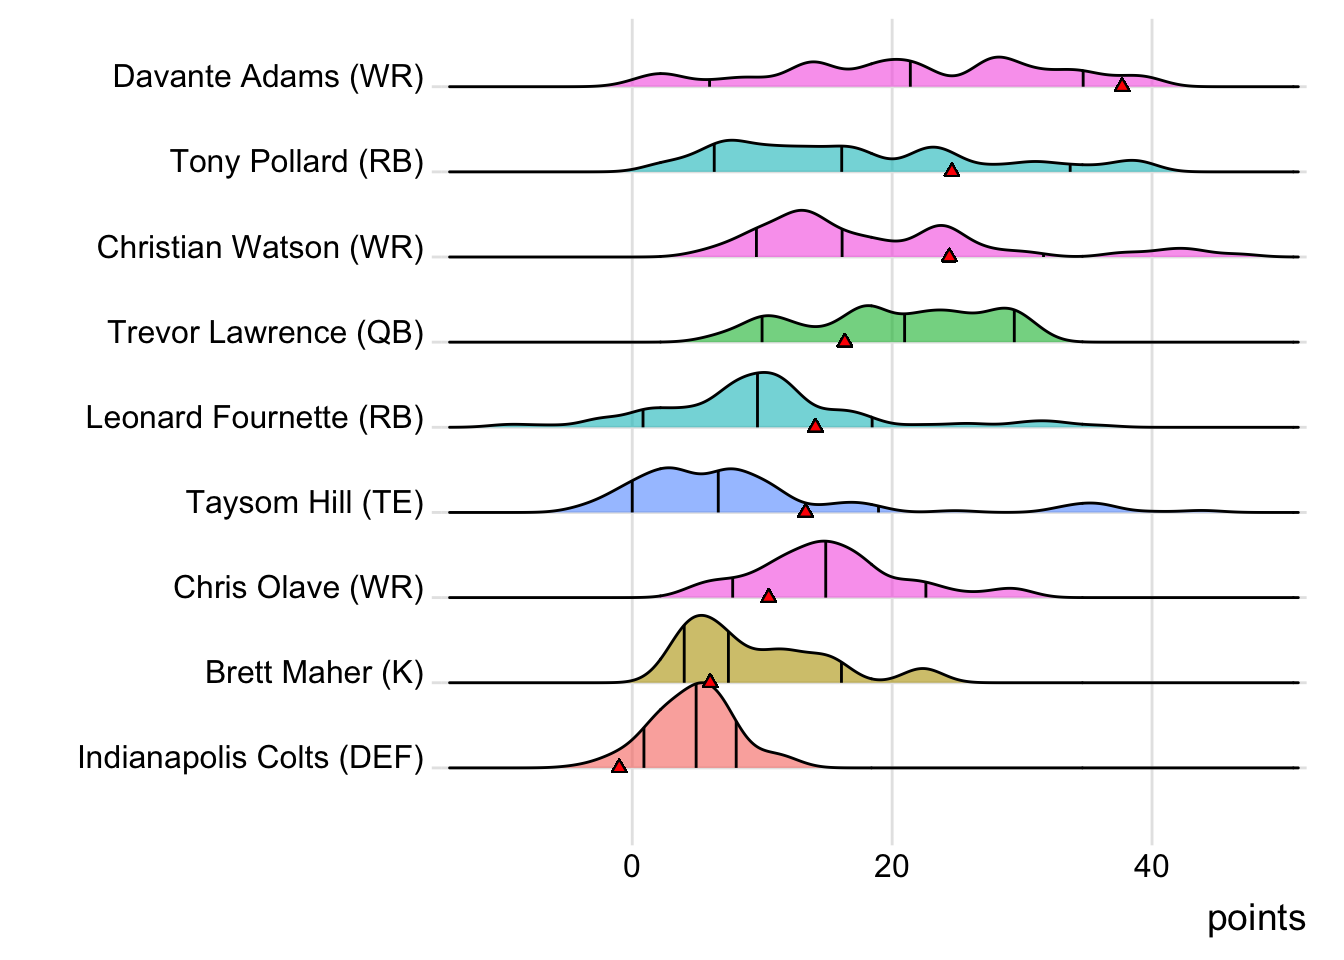 Davante Adams (WR)
Tony Pollard (RB)
Christian Watson (WR)
Trevor Lawrence (QB)
Leonard Fournette (RB)
Taysom Hill (TE)
Chris Olave (WR)
Brett Maher (K)
Indianapolis Colts (DEF)
0 20 40
points